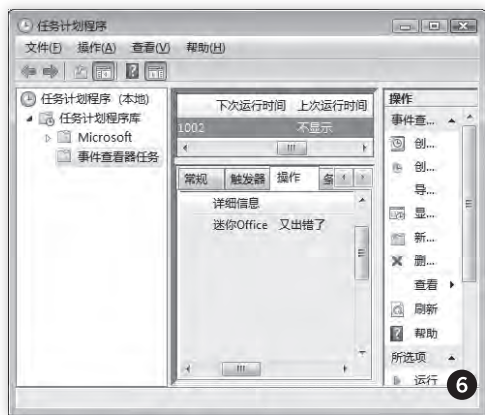 任务计划程序
文件(F) 操作(A) 查看(V) 帮助(H)
任务计划程序 (本地)
任务计划程序库
Microsoft
事件查看器任务
下次运行时间 上次运行时间
1002 不显示
常规 触发器 操作
详细信息
迷你Office 又出错了
操作
事件查...
创...
创...
导...
显...
新...
删...
查看
刷新
帮助
所选项
运行
6